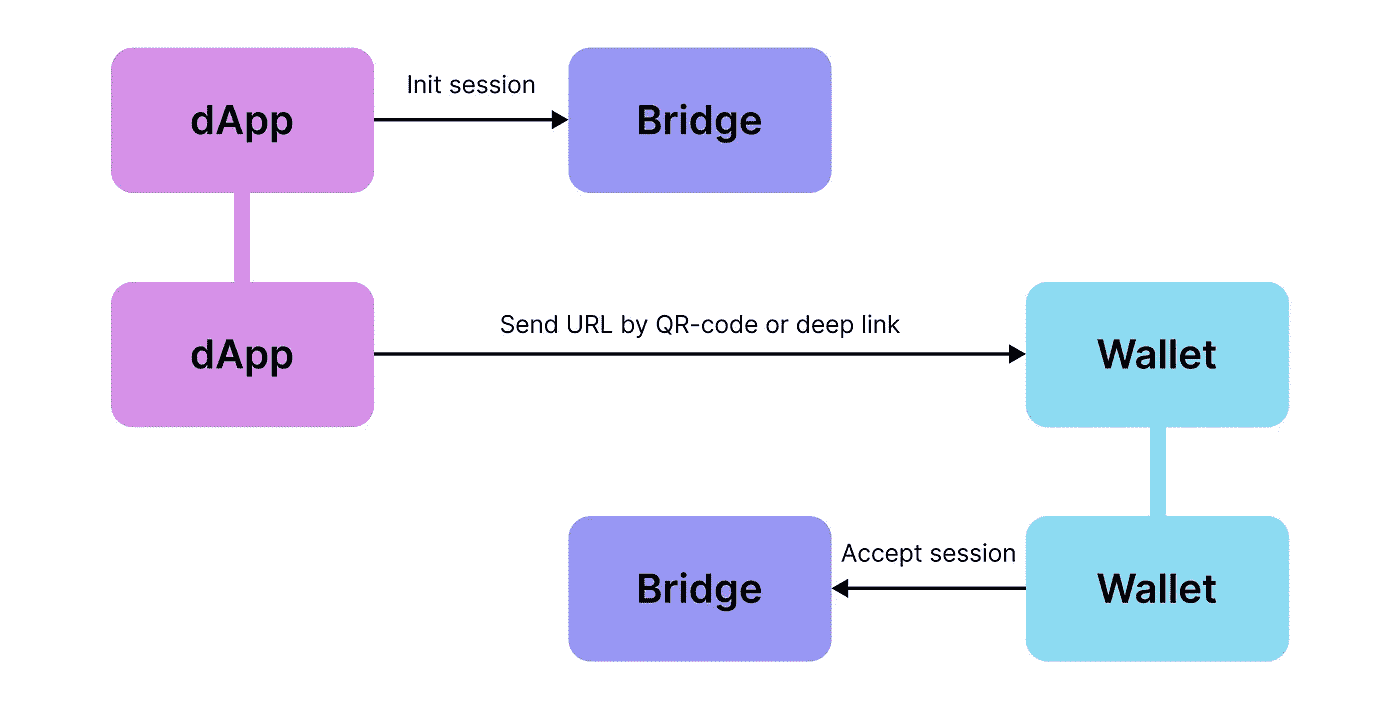 Init session
dApp
Bridge
Send URL by QR-code or deep link
dApp
Wallet
Accept session
Bridge
Wallet